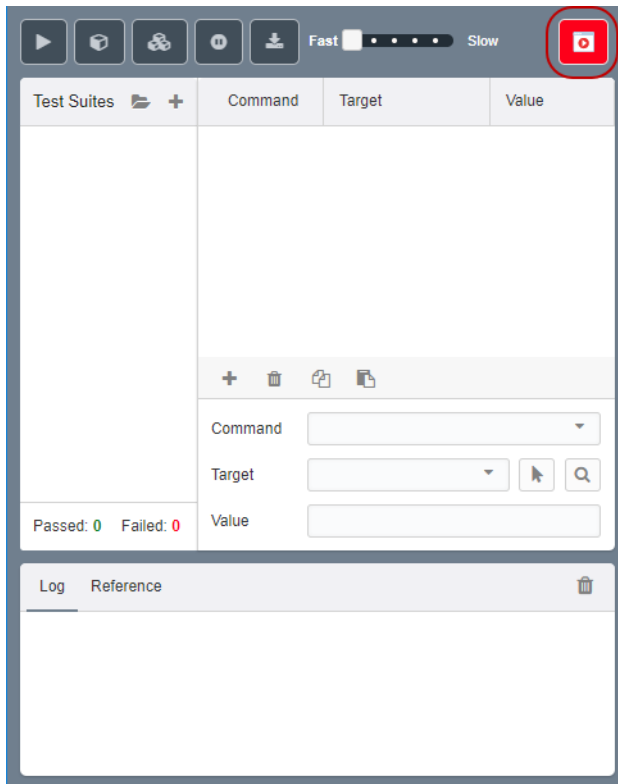 Fast Slow
Test Suites Command Target Value
Command
Target
Value
Passed: 0 Failed: 0
Log Reference